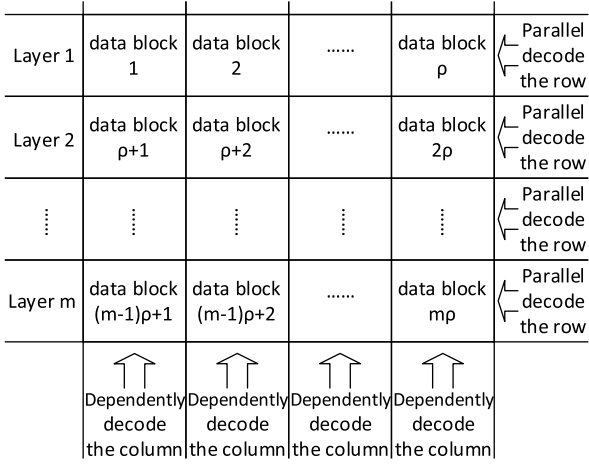 Layer 1
data block
1
data block
2
......
data block
ρ
Parallel
decode
the row
Layer 2
data block
ρ+1
data block
ρ+2
......
data block
2ρ
Parallel
decode
the row
......
......
......
......
......
Parallel
decode
the row
Layer m
data block
(m-1)ρ+1
data block
(m-1)ρ+2
......
data block
mρ
Parallel
decode
the row
Dependently
decode
the column
Dependently
decode
the column
Dependently
decode
the column
Dependently
decode
the column